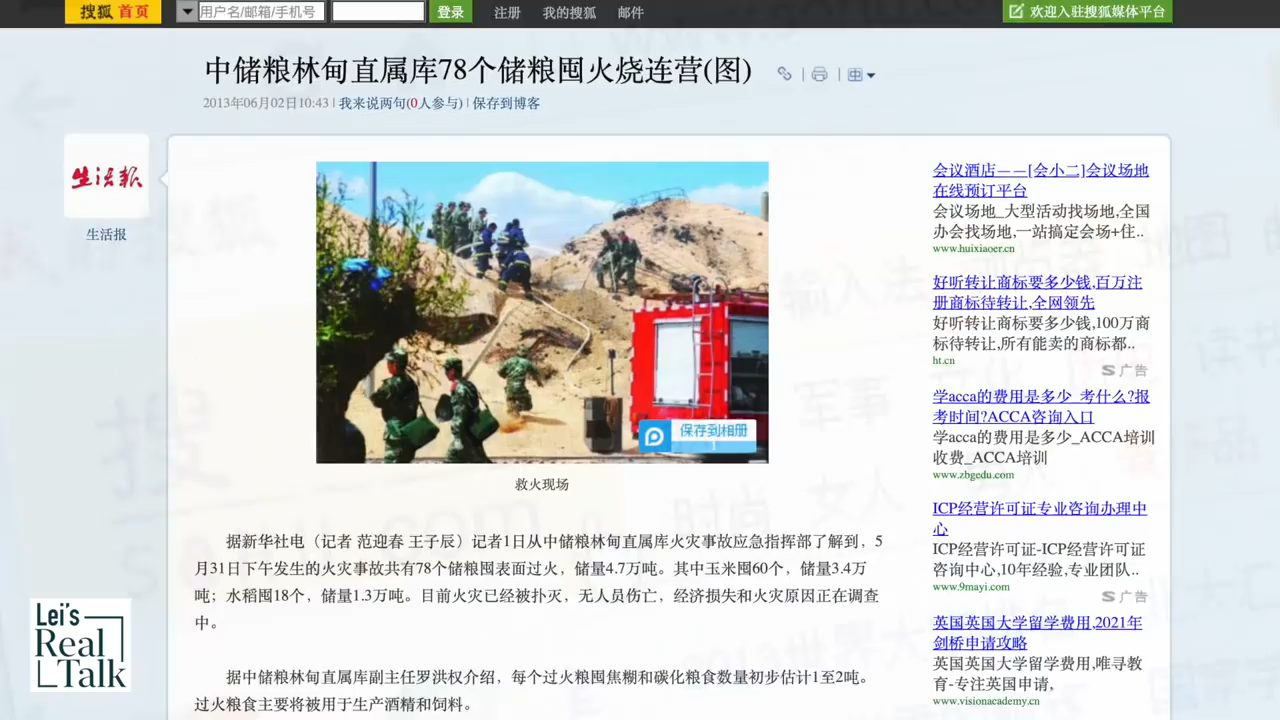 搜狐 首页
用户名/邮箱/手机号
登录
注册
我的搜狐
邮件
欢迎入驻搜狐媒体平台
中储粮林甸直属库78个储粮囤火烧连营(图)
2013年06月02日10:43 | 我来说两句(0人参与) | 保存到博客
生活报
生活报
保存到相册
救火现场
据新华社电（记者 范迎春 王子辰）记者1日从中储粮林甸直属库火灾事故应急指挥部了解到，5
月31日下午发生的火灾事故共有78个储粮囤表面过火，储量4.7万吨。其中玉米囤60个，储量3.4万
吨；水稻囤18个，储量1.3万吨。目前火灾已经被扑灭，无人员伤亡，经济损失和火灾原因正在调查
中。
据中储粮林甸直属库副主任罗洪权介绍，每个过火粮囤焦糊和碳化粮食数量初步估计1至2吨。
过火粮食主要将被用于生产酒精和饲料。
会议酒店——[会小二]会议场地
在线预订平台
会议场地_大型活动找场地,全国
办会找场地,一站搞定会场+住..
www.huixiaoer.cn
好听转让商标要多少钱,百万注
册商标待转让,全网领先
好听转让商标要多少钱,100万商
标待转让,所有能卖的商标都..
ht.cn
广告
学acca的费用是多少_考什么?报
考时间?ACCA咨询入口
学acca的费用是多少_ACCA培训
收费_ACCA培训
www.zbgedu.com
ICP经营许可证专业咨询办理中
心
ICP经营许可证-ICP经营许可证
咨询中心,10年经验,专业团队..
www.9mayi.com
广告
英国英国大学留学费用,2021年
剑桥申请攻略
英国英国大学留学费用,唯寻教
育-专注英国申请,
www.visionacademy.cn
Lei's
Real
Talk